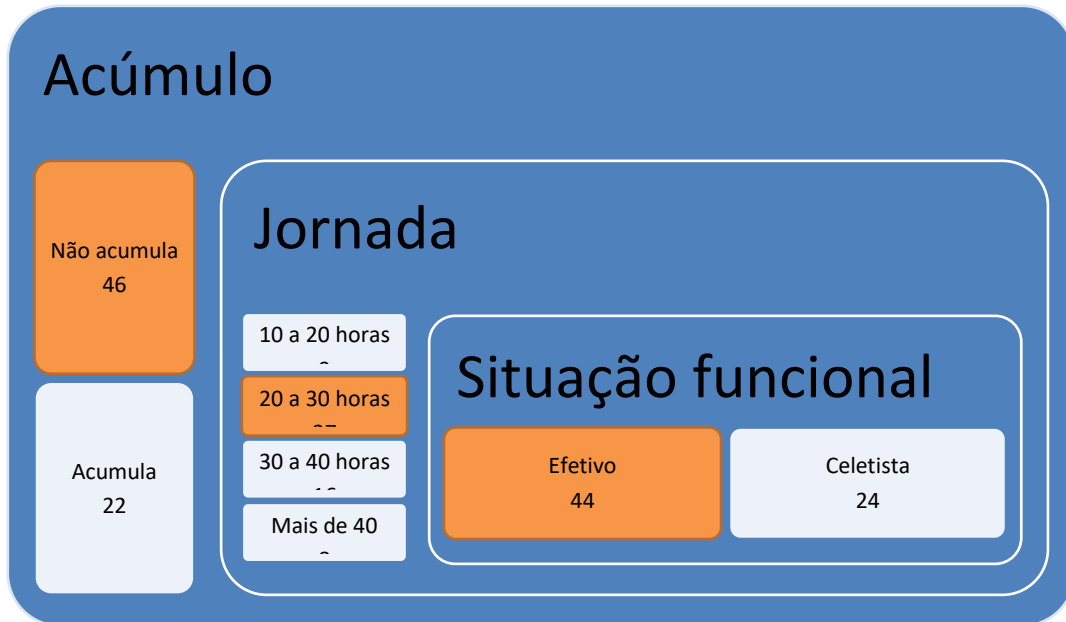 Acúmulo
Não acumula
46
Acumula
22
Jornada
10 a 20 horas
20 a 30 horas
30 a 40 horas
Mais de 40
Situação funcional
Efetivo
44
Celetista
24